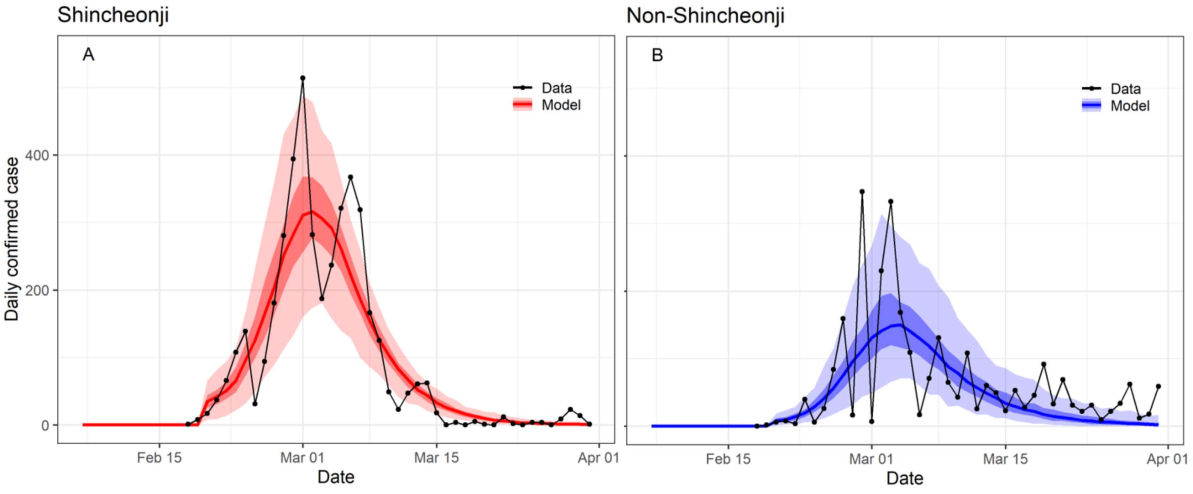 Shincheonji
Non-Shincheonji
A
Data
Model
B
Data
Model
Daily confirmed case
400
200
0
Feb 15
Mar 01
Mar 15
Apr 01
Date
Feb 15
Mar 01
Mar 15
Apr 01
Date